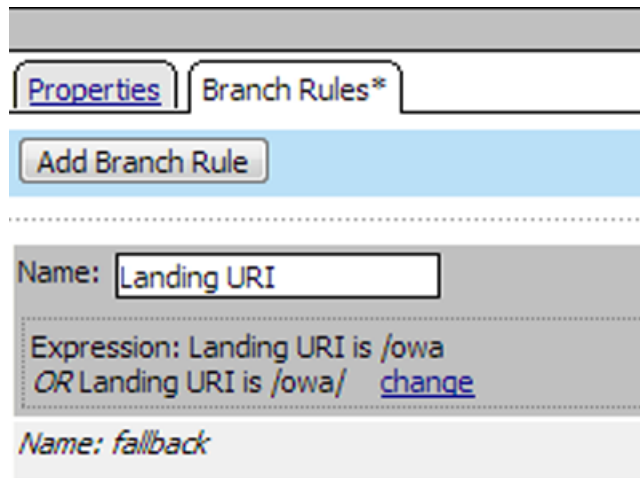 Properties Branch Rules*
Add Branch Rule
Name: Landing URI
Expression: Landing URI is /owa
OR Landing URI is /owa/ change
Name: fallback